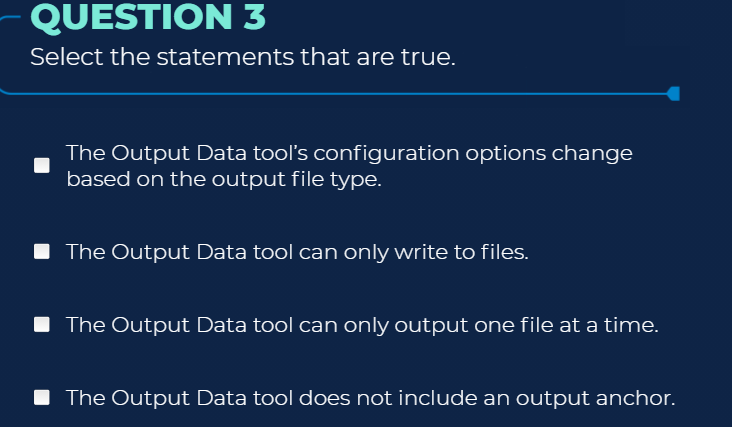 QUESTION 3
Select the statements that are true.
The Output Data tool’s configuration options change
based on the output file type.
The Output Data tool can only write to files.
The Output Data tool can only output one file at a time.
The Output Data tool does not include an output anchor.